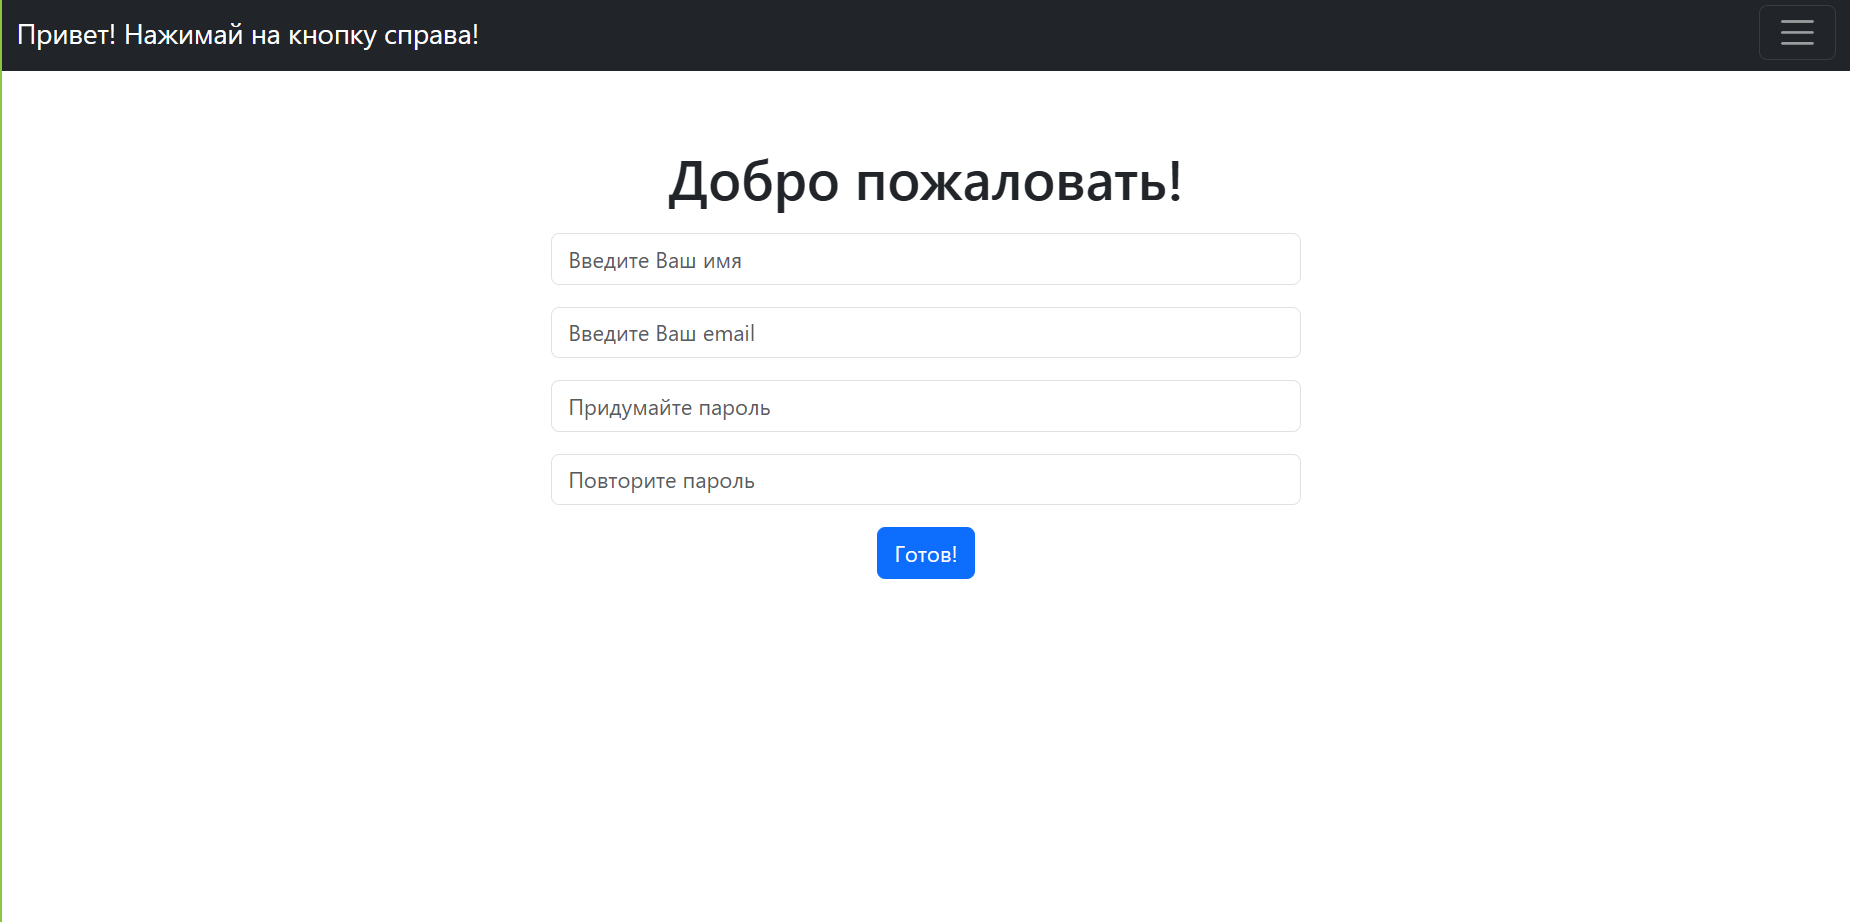 Привет! Нажимай на кнопку справа!
Добро пожаловать!
Введите Ваш имя
Введите Ваш email
Придумайте пароль
Повторите пароль
Готов!